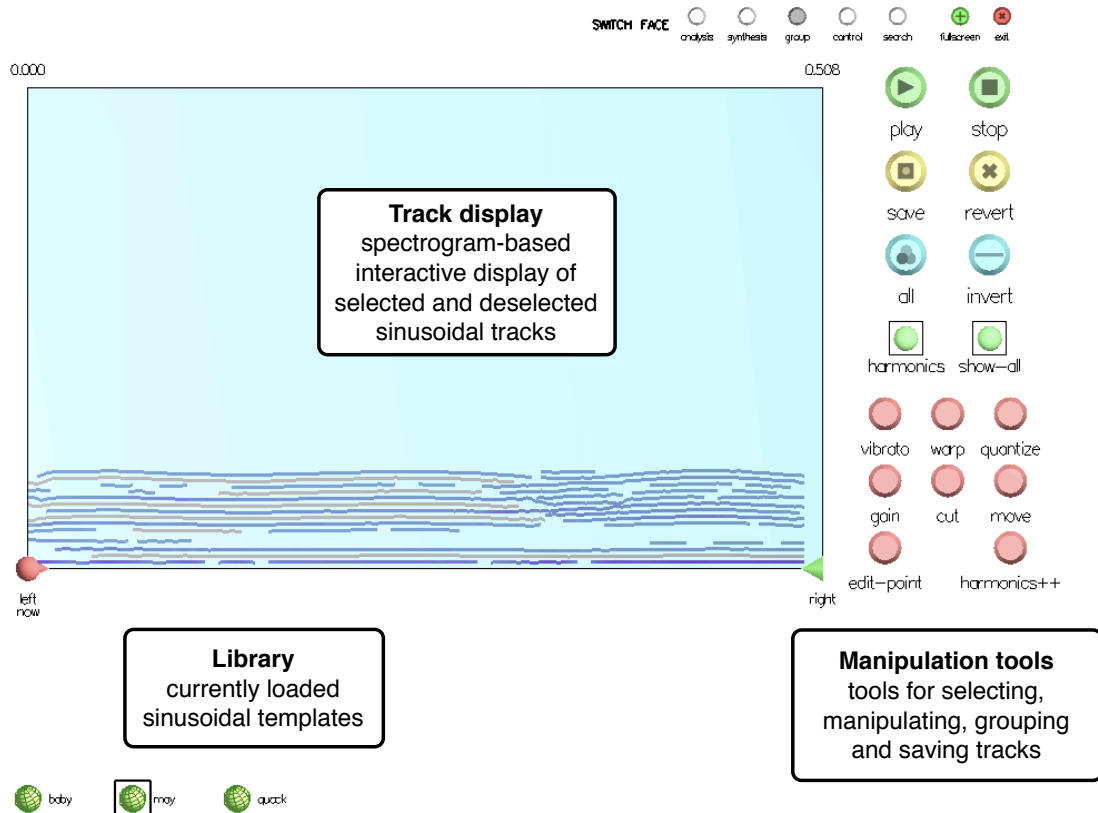 SWITCH FACE
analysis synthesis group control search fullscreen exit
0.000 0.508
play stop
save revert
all invert
harmonics show-all
vibrato warp quantize
gain cut move
edit-point harmonics++
Track display
spectrogram-based
interactive display of
selected and deselected
sinusoidal tracks
left
now
right
Library
currently loaded
sinusoidal templates
Manipulation tools
tools for selecting,
manipulating, grouping
and saving tracks
baby may quack